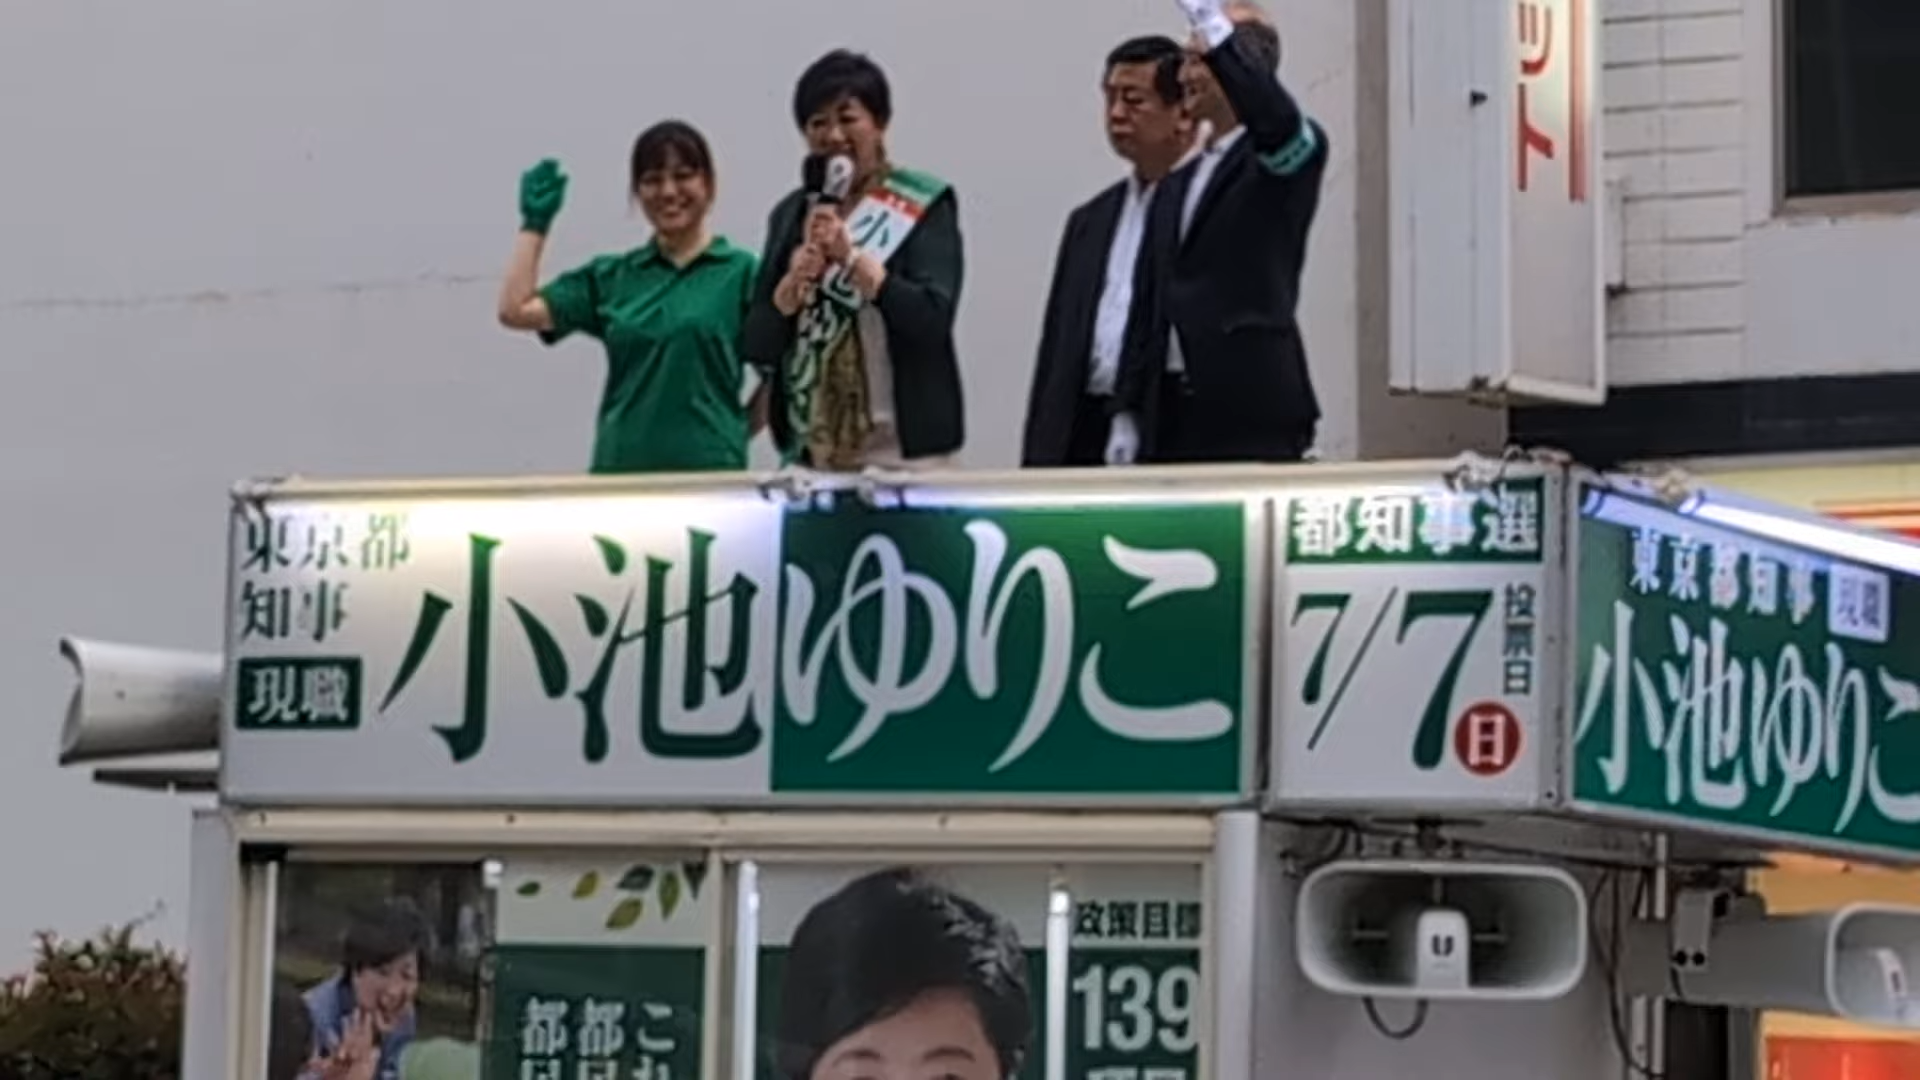 小
東京都
知事
現職
小池ゆりこ
都知事選
7/7
投票日
日
東京都知事
現職
小池ゆりこ
政策目標
139